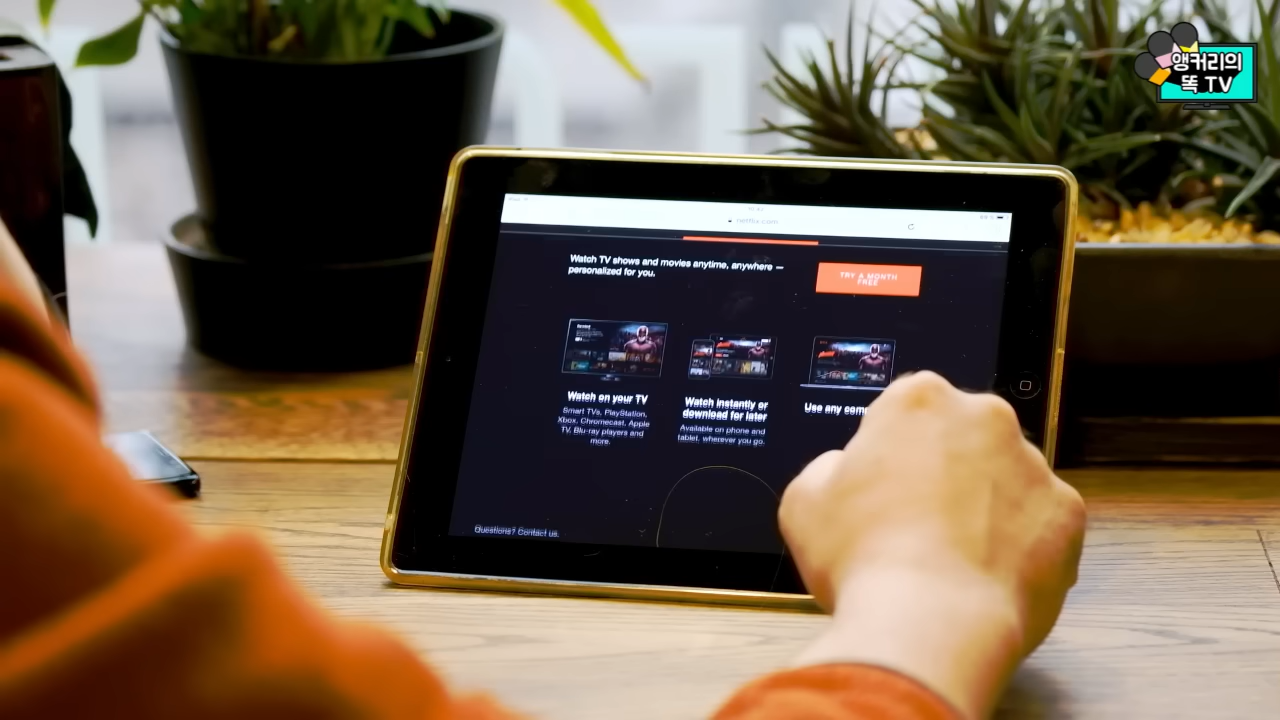 앵커리의
똑 TV
netflix.com
Watch TV shows and movies anytime, anywhere —
personalized for you.
TRY A MONTH
FREE
Watch on your TV
Smart TVs, PlayStation,
Xbox, Chromecast, Apple
TV, Blu-ray players and
more.
Watch instantly or
download for later
Available on phone and
tablet, wherever you go.
Use any
Questions? Contact us.